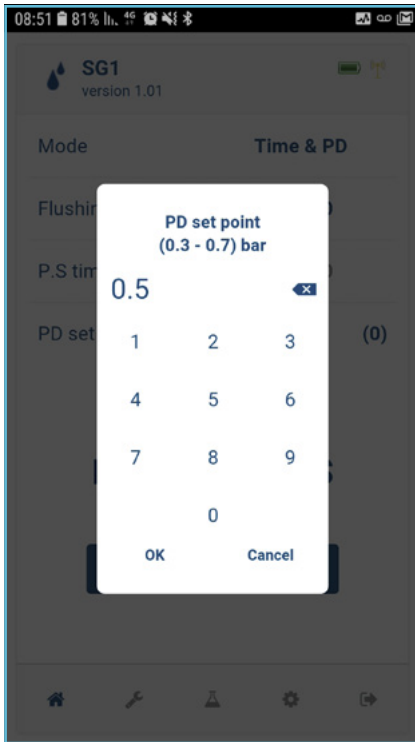 08:51 81% 4G
SG1
version 1.01
Mode Time & PD
Flushin
P.S tim
PD set (0)
PD set point
(0.3 - 0.7) bar
0.5
1 2 3
4 5 6
7 8 9
0
OK Cancel